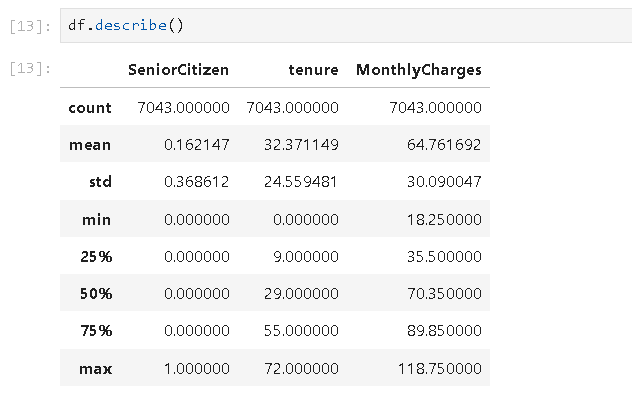 [13]: df.describe()
[13]:
SeniorCitizen tenure MonthlyCharges
count 7043.000000 7043.000000 7043.000000
mean 0.162147 32.371149 64.761692
std 0.368612 24.559481 30.090047
min 0.000000 0.000000 18.250000
25% 0.000000 9.000000 35.500000
50% 0.000000 29.000000 70.350000
75% 0.000000 55.000000 89.850000
max 1.000000 72.000000 118.750000